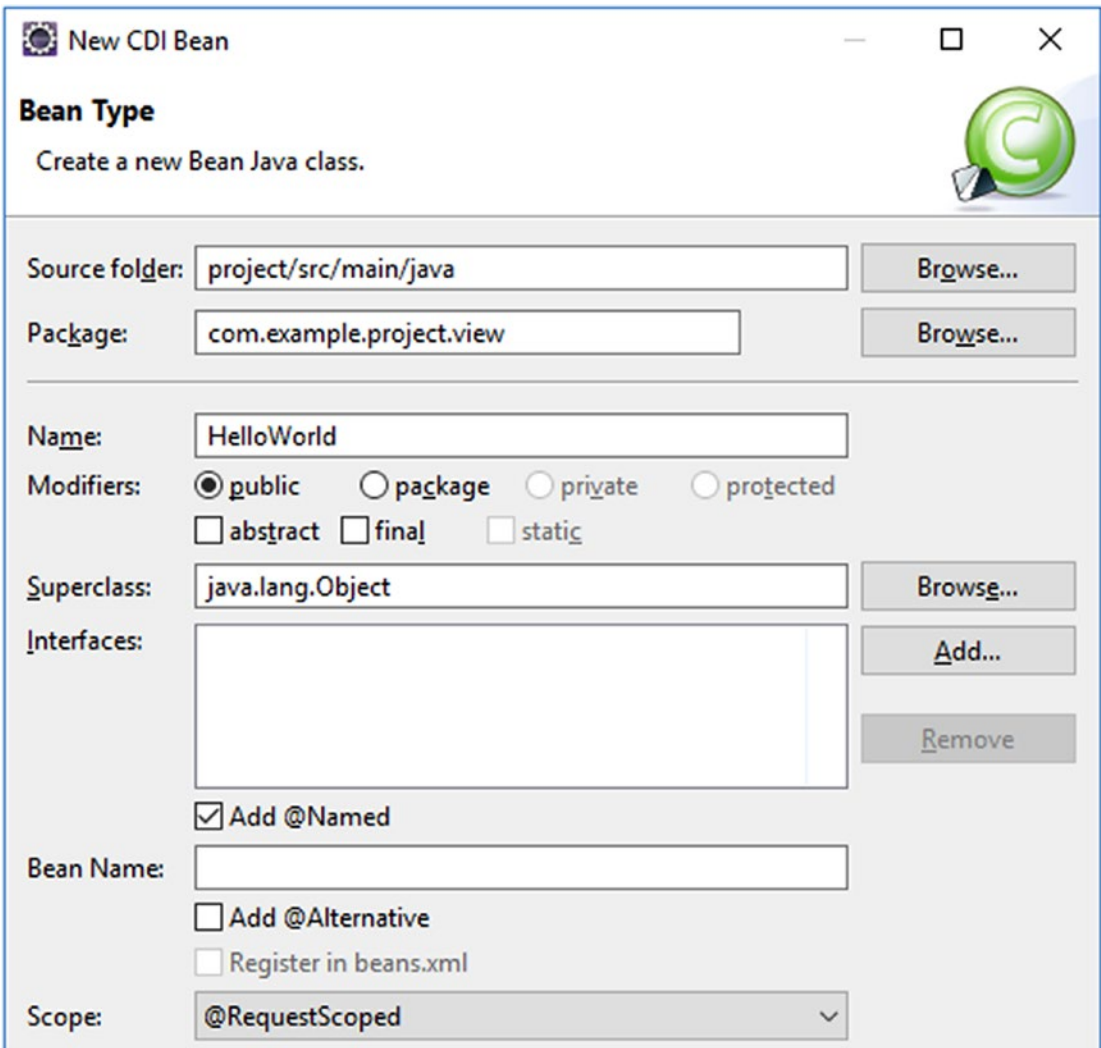 New CDI Bean
Bean Type
Create a new Bean Java class.
Source folder: project/src/main/java Browse...
Package: com.example.project.view Browse...
Name: HelloWorld
Modifiers: public package private protected
abstract final static
Superclass: java.lang.Object Browse...
Interfaces: Add...
Remove
Add @Named
Bean Name:
Add @Alternative
Register in beans.xml
Scope: @RequestScoped